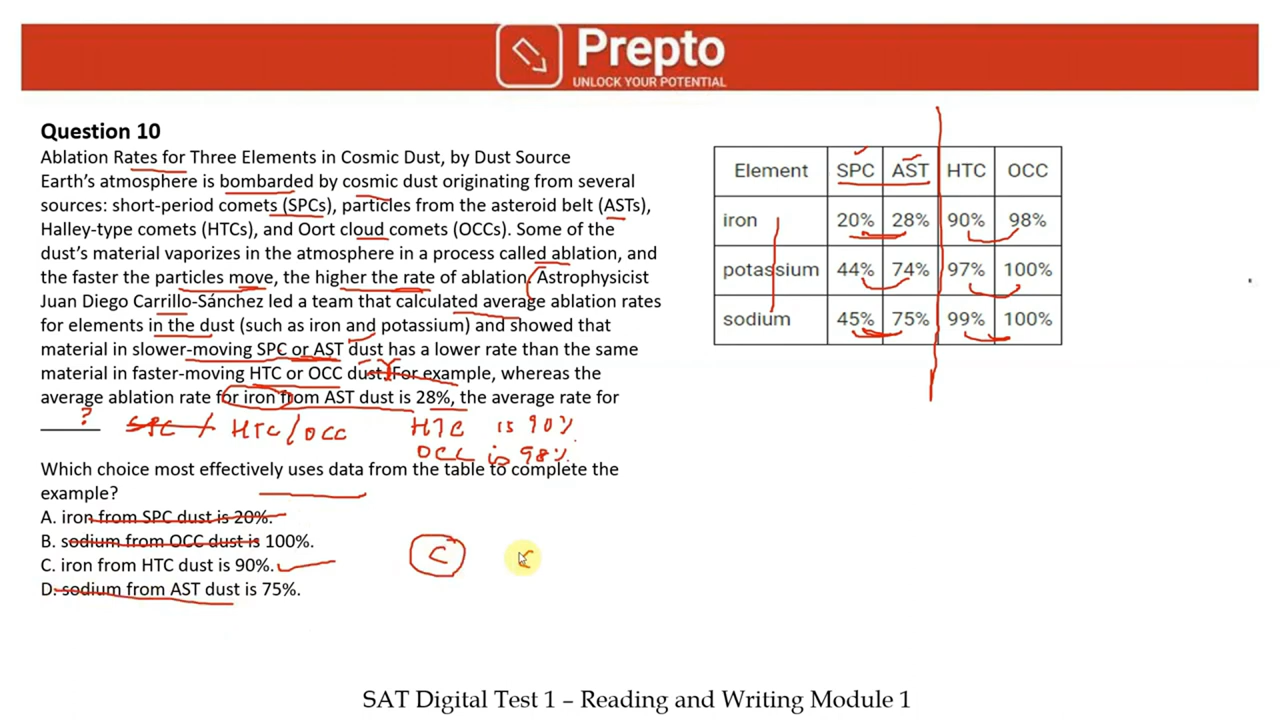 Prepto
UNLOCK YOUR POTENTIAL
Question 10
Ablation Rates for Three Elements in Cosmic Dust, by Dust Source
Earth’s atmosphere is bombarded by cosmic dust originating from several
sources: short-period comets (SPCs), particles from the asteroid belt (ASTs),
Halley-type comets (HTCs), and Oort cloud comets (OCCs). Some of the
dust’s material vaporizes in the atmosphere in a process called ablation, and
the faster the particles move, the higher the rate of ablation. Astrophysicist
Juan Diego Carrillo-Sánchez led a team that calculated average ablation rates
for elements in the dust (such as iron and potassium) and showed that
material in slower-moving SPC or AST dust has a lower rate than the same
material in faster-moving HTC or OCC dust. For example, whereas the
average ablation rate for iron from AST dust is 28%, the average rate for
______ ? SPC / HTC/OCC HTC is 90%
OCC is 98%
Which choice most effectively uses data from the table to complete the
example?
A. iron from SPC dust is 20%.
B. sodium from OCC dust is 100%.
C. iron from HTC dust is 90%.
D. sodium from AST dust is 75%.
C
Element SPC AST HTC OCC
iron 20% 28% 90% 98%
potassium 44% 74% 97% 100%
sodium 45% 75% 99% 100%
SAT Digital Test 1 – Reading and Writing Module 1